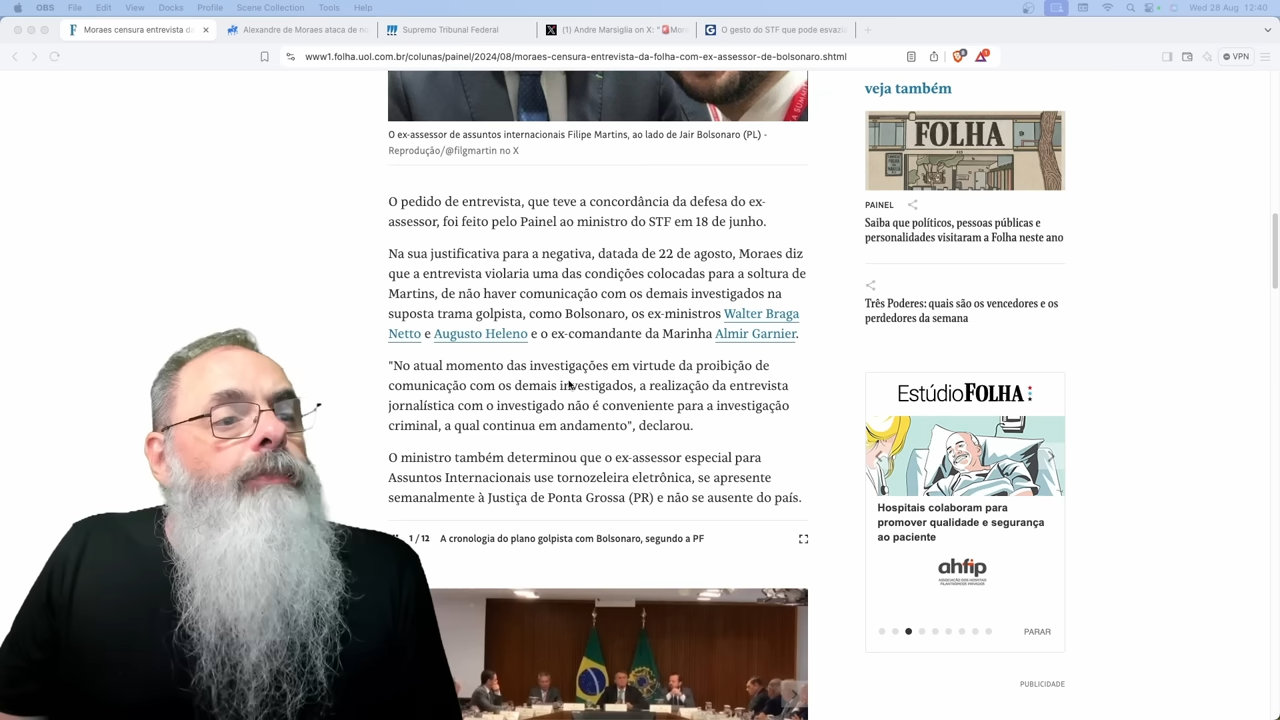 OBS File Edit View Docks Profile Scene Collection Tools Help
Wed 28 Aug 12:40
Moraes censura entrevista da
Alexandre de Moraes ataca de na
Supremo Tribunal Federal
(1) Andre Marsiglia on X: "🚨Mor
O gesto do STF que pode esvazia
www1.folha.uol.com.br/colunas/painel/2024/08/moraes-censura-entrevista-da-folha-com-ex-assessor-de-bolsonaro.shtml
VPN
O ex-assessor de assuntos internacionais Filipe Martins, ao lado de Jair Bolsonaro (PL) -
Reprodução/@filgmartin no X
O pedido de entrevista, que teve a concordância da defesa do ex-
assessor, foi feito pelo Painel ao ministro do STF em 18 de junho.
Na sua justificativa para a negativa, datada de 22 de agosto, Moraes diz
que a entrevista violaria uma das condições colocadas para a soltura de
Martins, de não haver comunicação com os demais investigados na
suposta trama golpista, como Bolsonaro, os ex-ministros Walter Braga
Netto e Augusto Heleno e o ex-comandante da Marinha Almir Garnier.
"No atual momento das investigações em virtude da proibição de
comunicação com os demais investigados, a realização da entrevista
jornalística com o investigado não é conveniente para a investigação
criminal, a qual continua em andamento", declarou.
O ministro também determinou que o ex-assessor especial para
Assuntos Internacionais use tornozeleira eletrônica, se apresente
semanalmente à Justiça de Ponta Grossa (PR) e não se ausente do país.
1 / 12 A cronologia do plano golpista com Bolsonaro, segundo a PF
veja também
FOLHA
PAINEL
Saiba que políticos, pessoas públicas e
personalidades visitaram a Folha neste ano
Três Poderes: quais são os vencedores e os
perdedores da semana
EstúdioFOLHA:
Hospitais colaboram para
promover qualidade e segurança
ao paciente
ahfip
PARAR
PUBLICIDADE